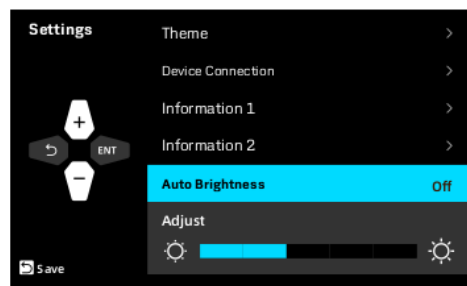 Settings
Theme
Device Connection
Information 1
Information 2
Auto Brightness Off
Adjust
+
ENT
−
Save